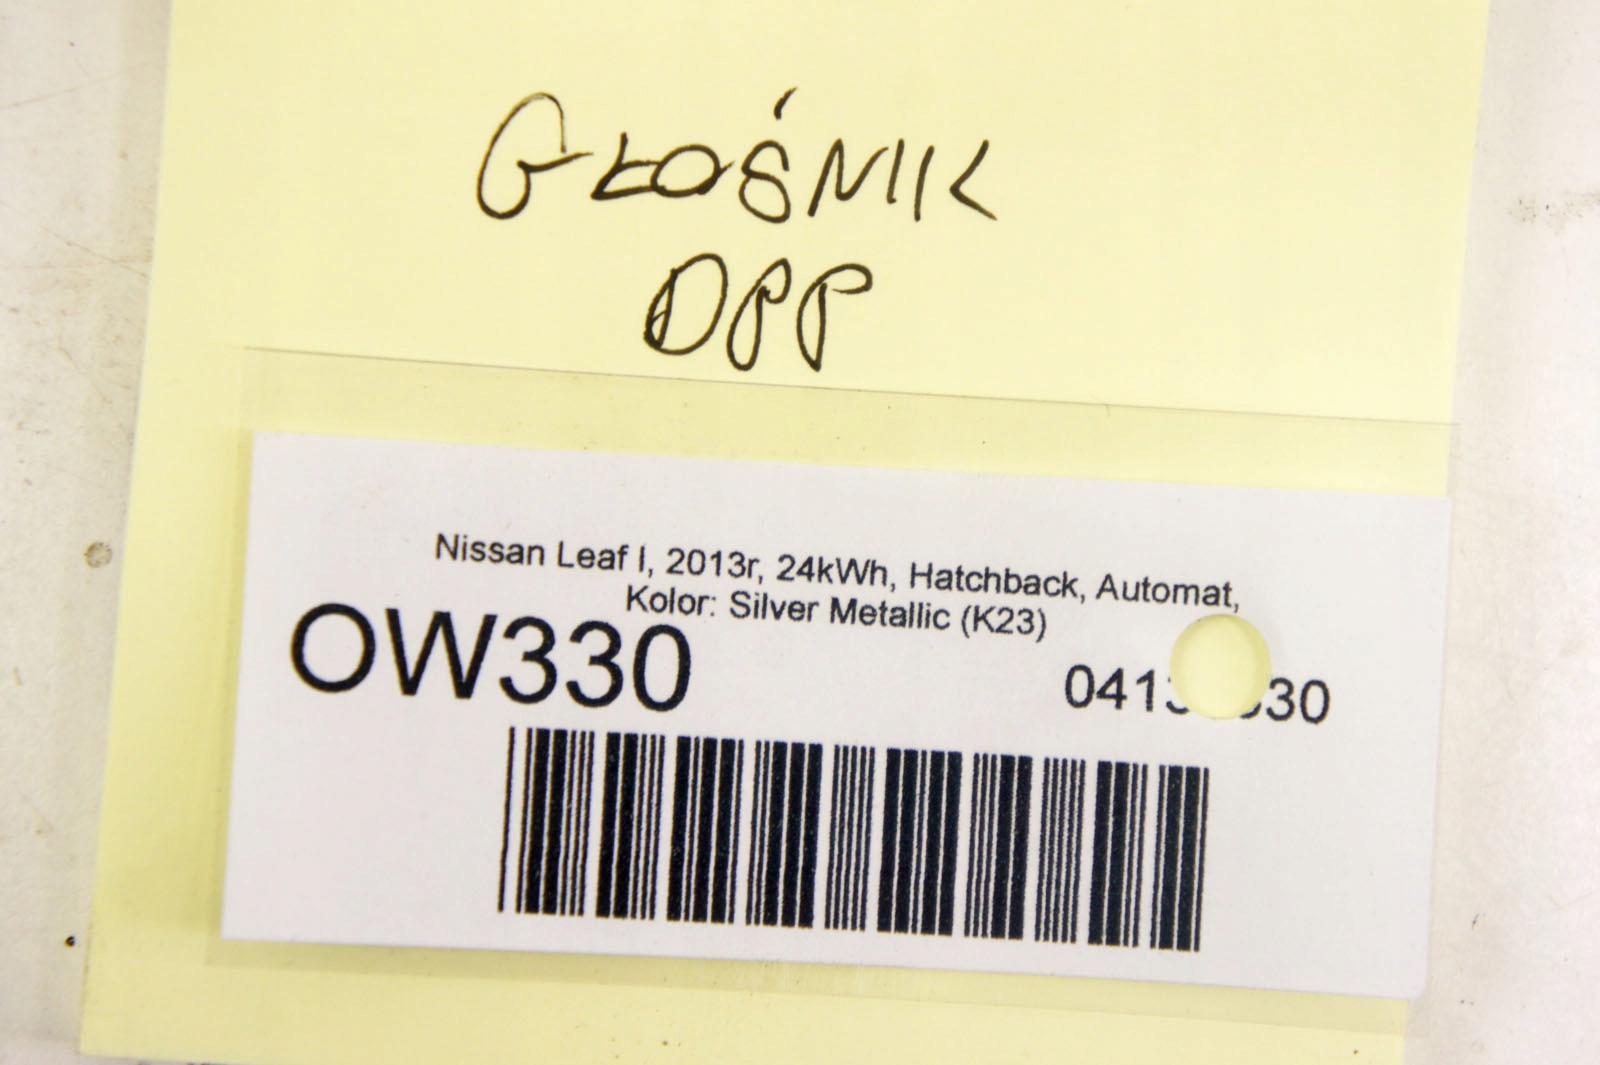 GŁOŚNIK
DPP
Nissan Leaf I, 2013r, 24kWh, Hatchback, Automat,
Kolor: Silver Metallic (K23)
OW330